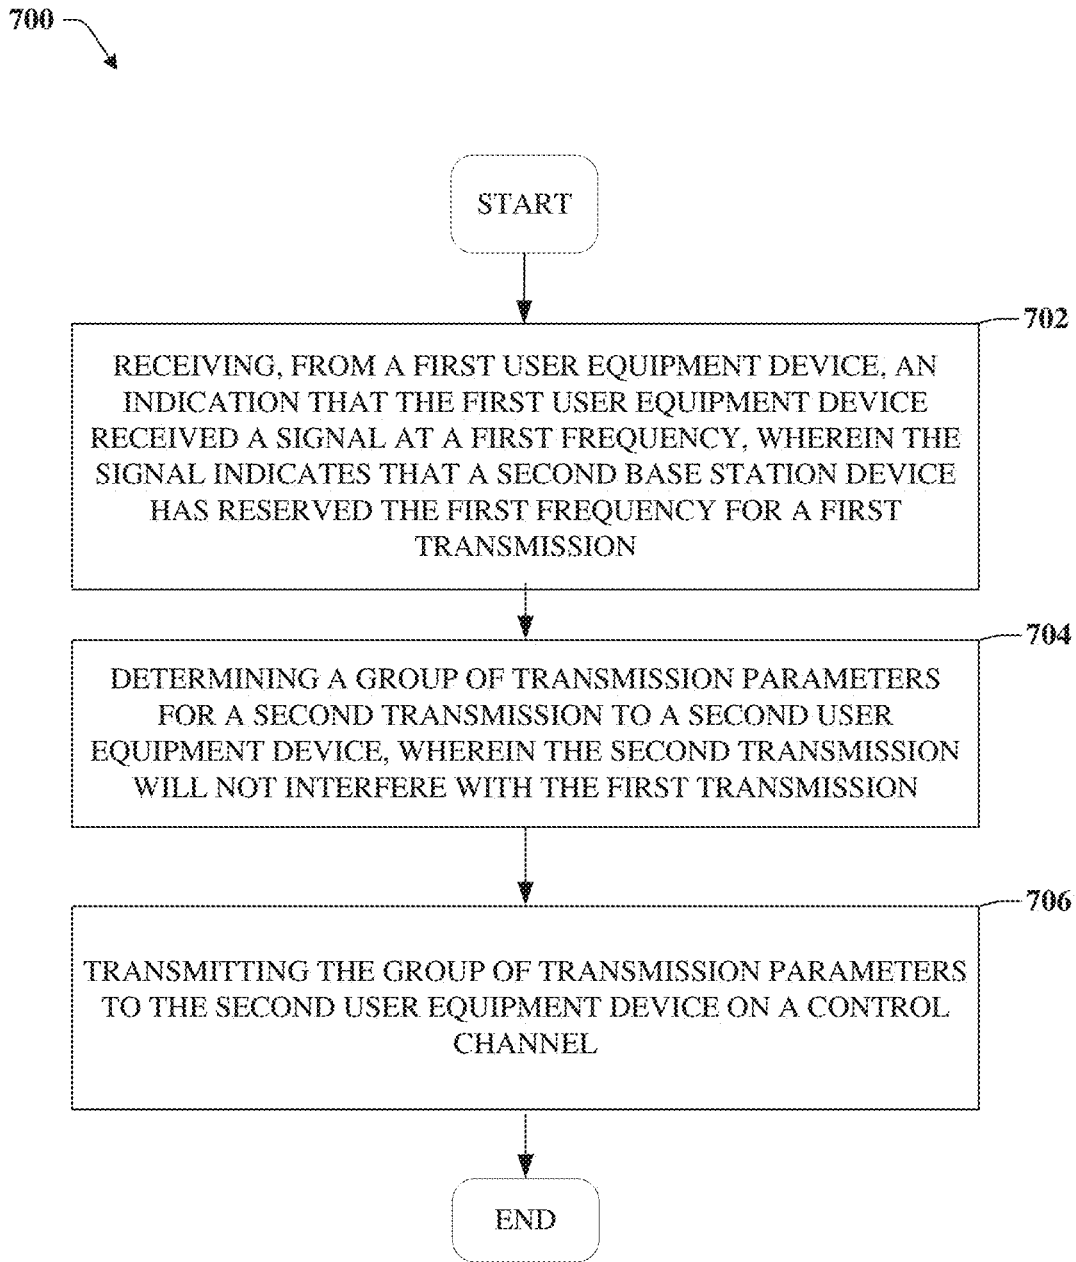 700
START
702
RECEIVING, FROM A FIRST USER EQUIPMENT DEVICE, AN
INDICATION THAT THE FIRST USER EQUIPMENT DEVICE
RECEIVED A SIGNAL AT A FIRST FREQUENCY, WHEREIN THE
SIGNAL INDICATES THAT A SECOND BASE STATION DEVICE
HAS RESERVED THE FIRST FREQUENCY FOR A FIRST
TRANSMISSION
704
DETERMINING A GROUP OF TRANSMISSION PARAMETERS
FOR A SECOND TRANSMISSION TO A SECOND USER
EQUIPMENT DEVICE, WHEREIN THE SECOND TRANSMISSION
WILL NOT INTERFERE WITH THE FIRST TRANSMISSION
706
TRANSMITTING THE GROUP OF TRANSMISSION PARAMETERS
TO THE SECOND USER EQUIPMENT DEVICE ON A CONTROL
CHANNEL
END